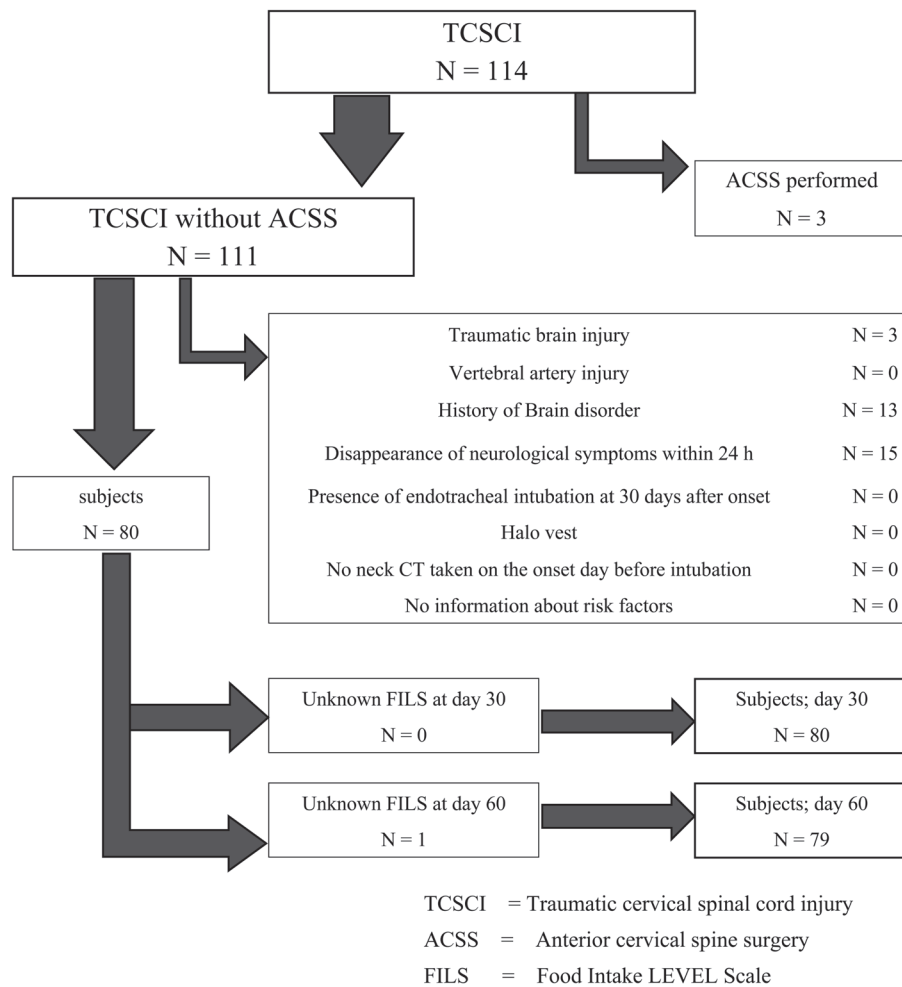 TCSCI
N = 114
ACSS performed
N = 3
TCSCI without ACSS
N = 111
Traumatic brain injury N = 3
Vertebral artery injury N = 0
History of Brain disorder N = 13
Disappearance of neurological symptoms within 24 h N = 15
Presence of endotracheal intubation at 30 days after onset N = 0
Halo vest N = 0
No neck CT taken on the onset day before intubation N = 0
No information about risk factors N = 0
subjects
N = 80
Unknown FILS at day 30
N = 0
Subjects; day 30
N = 80
Unknown FILS at day 60
N = 1
Subjects; day 60
N = 79
TCSCI = Traumatic cervical spinal cord injury
ACSS = Anterior cervical spine surgery
FILS = Food Intake LEVEL Scale